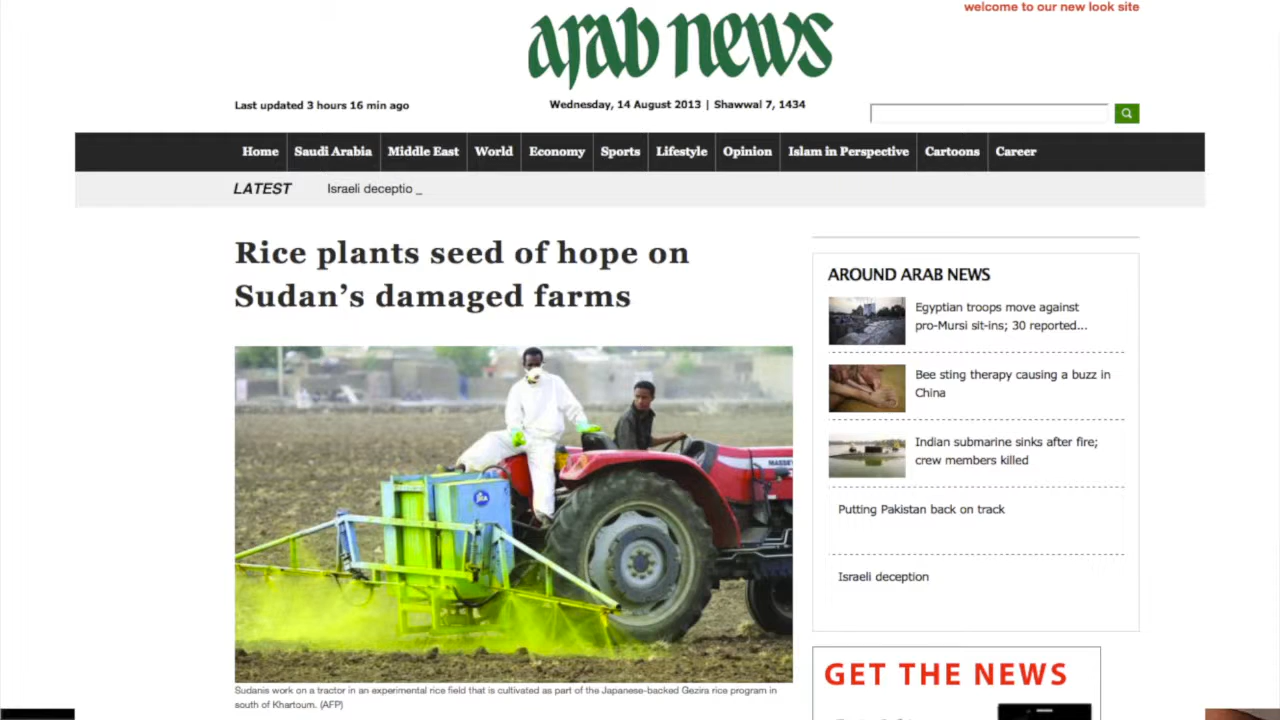 welcome to our new look site
arab news
Last updated 3 hours 16 min ago
Wednesday, 14 August 2013 | Shawwal 7, 1434
Home Saudi Arabia Middle East World Economy Sports Lifestyle Opinion Islam in Perspective Cartoons Career
LATEST Israeli deceptio _
Rice plants seed of hope on
Sudan's damaged farms
MASSEY
Sudanis work on a tractor in an experimental rice field that is cultivated as part of the Japanese-backed Gezira rice program in
south of Khartoum. (AFP)
AROUND ARAB NEWS
Egyptian troops move against
pro-Mursi sit-ins; 30 reported...
Bee sting therapy causing a buzz in
China
Indian submarine sinks after fire;
crew members killed
Putting Pakistan back on track
Israeli deception
GET THE NEWS